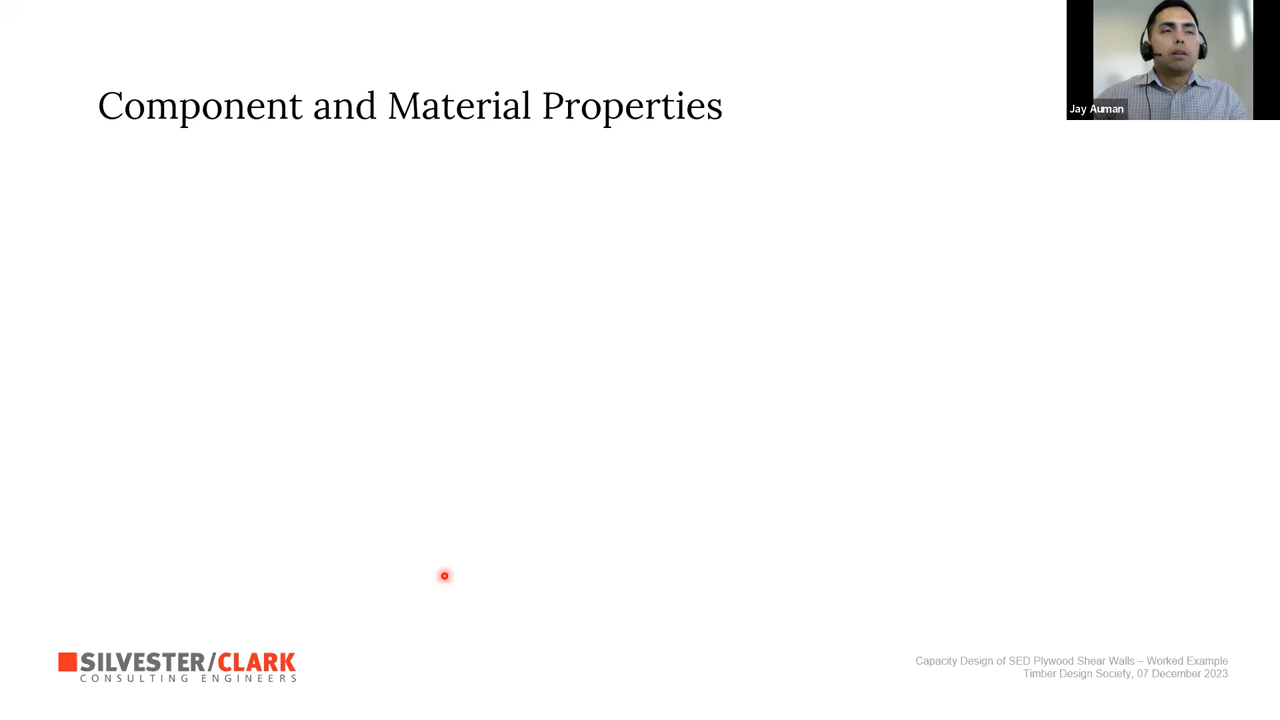 Component and Material Properties
Jay Auman
SILVESTER/CLARK
CONSULTING ENGINEERS
Capacity Design of SED Plywood Shear Walls – Worked Example
Timber Design Society, 07 December 2023